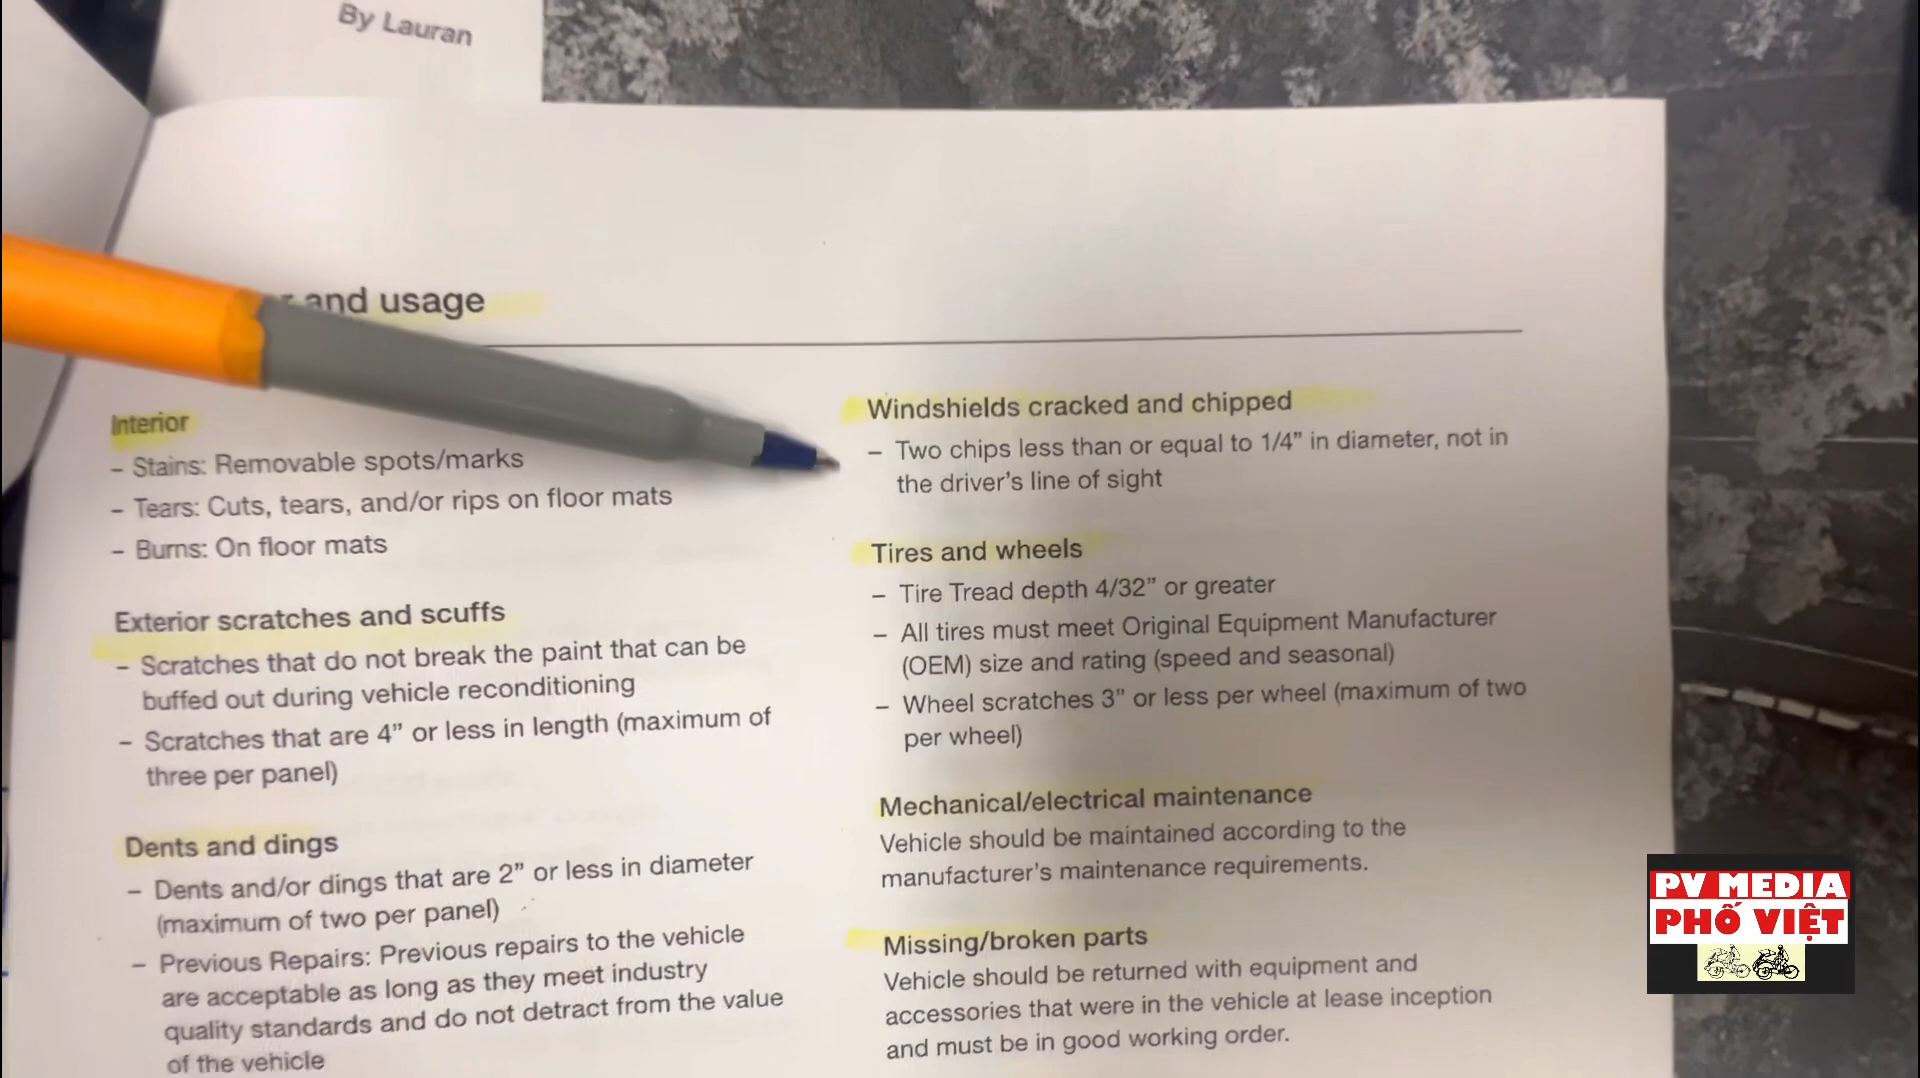 By Lauran
and usage
Interior
– Stains: Removable spots/marks
– Tears: Cuts, tears, and/or rips on floor mats
– Burns: On floor mats
Exterior scratches and scuffs
– Scratches that do not break the paint that can be
buffed out during vehicle reconditioning
– Scratches that are 4” or less in length (maximum of
three per panel)
Dents and dings
– Dents and/or dings that are 2” or less in diameter
(maximum of two per panel)
– Previous Repairs: Previous repairs to the vehicle
are acceptable as long as they meet industry
quality standards and do not detract from the value
of the vehicle
Windshields cracked and chipped
– Two chips less than or equal to 1/4” in diameter, not in
the driver’s line of sight
Tires and wheels
– Tire Tread depth 4/32” or greater
– All tires must meet Original Equipment Manufacturer
(OEM) size and rating (speed and seasonal)
– Wheel scratches 3” or less per wheel (maximum of two
per wheel)
Mechanical/electrical maintenance
Vehicle should be maintained according to the
manufacturer’s maintenance requirements.
Missing/broken parts
Vehicle should be returned with equipment and
accessories that were in the vehicle at lease inception
and must be in good working order.
PV MEDIA
PHỐ VIỆT